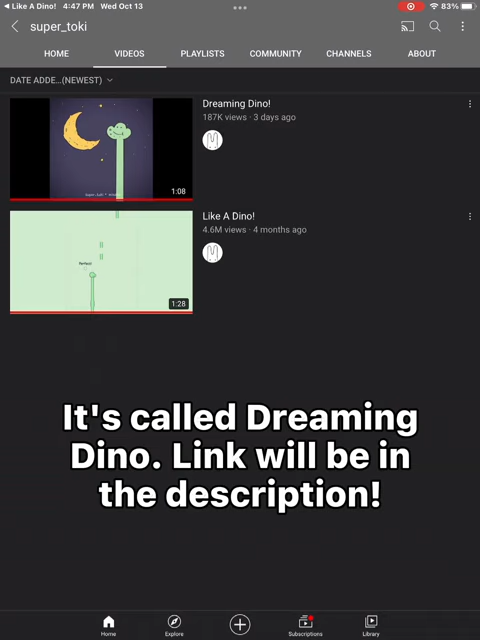 Like A Dino! 4:47 PM Wed Oct 13 83%
super_toki
HOME VIDEOS PLAYLISTS COMMUNITY CHANNELS ABOUT
DATE ADDE...(NEWEST)
Dreaming Dino!
187K views · 3 days ago
1:08
Like A Dino!
4.6M views · 4 months ago
Perfect!
1:28
It's called Dreaming
Dino. Link will be in
the description!
Home Explore Subscriptions Library